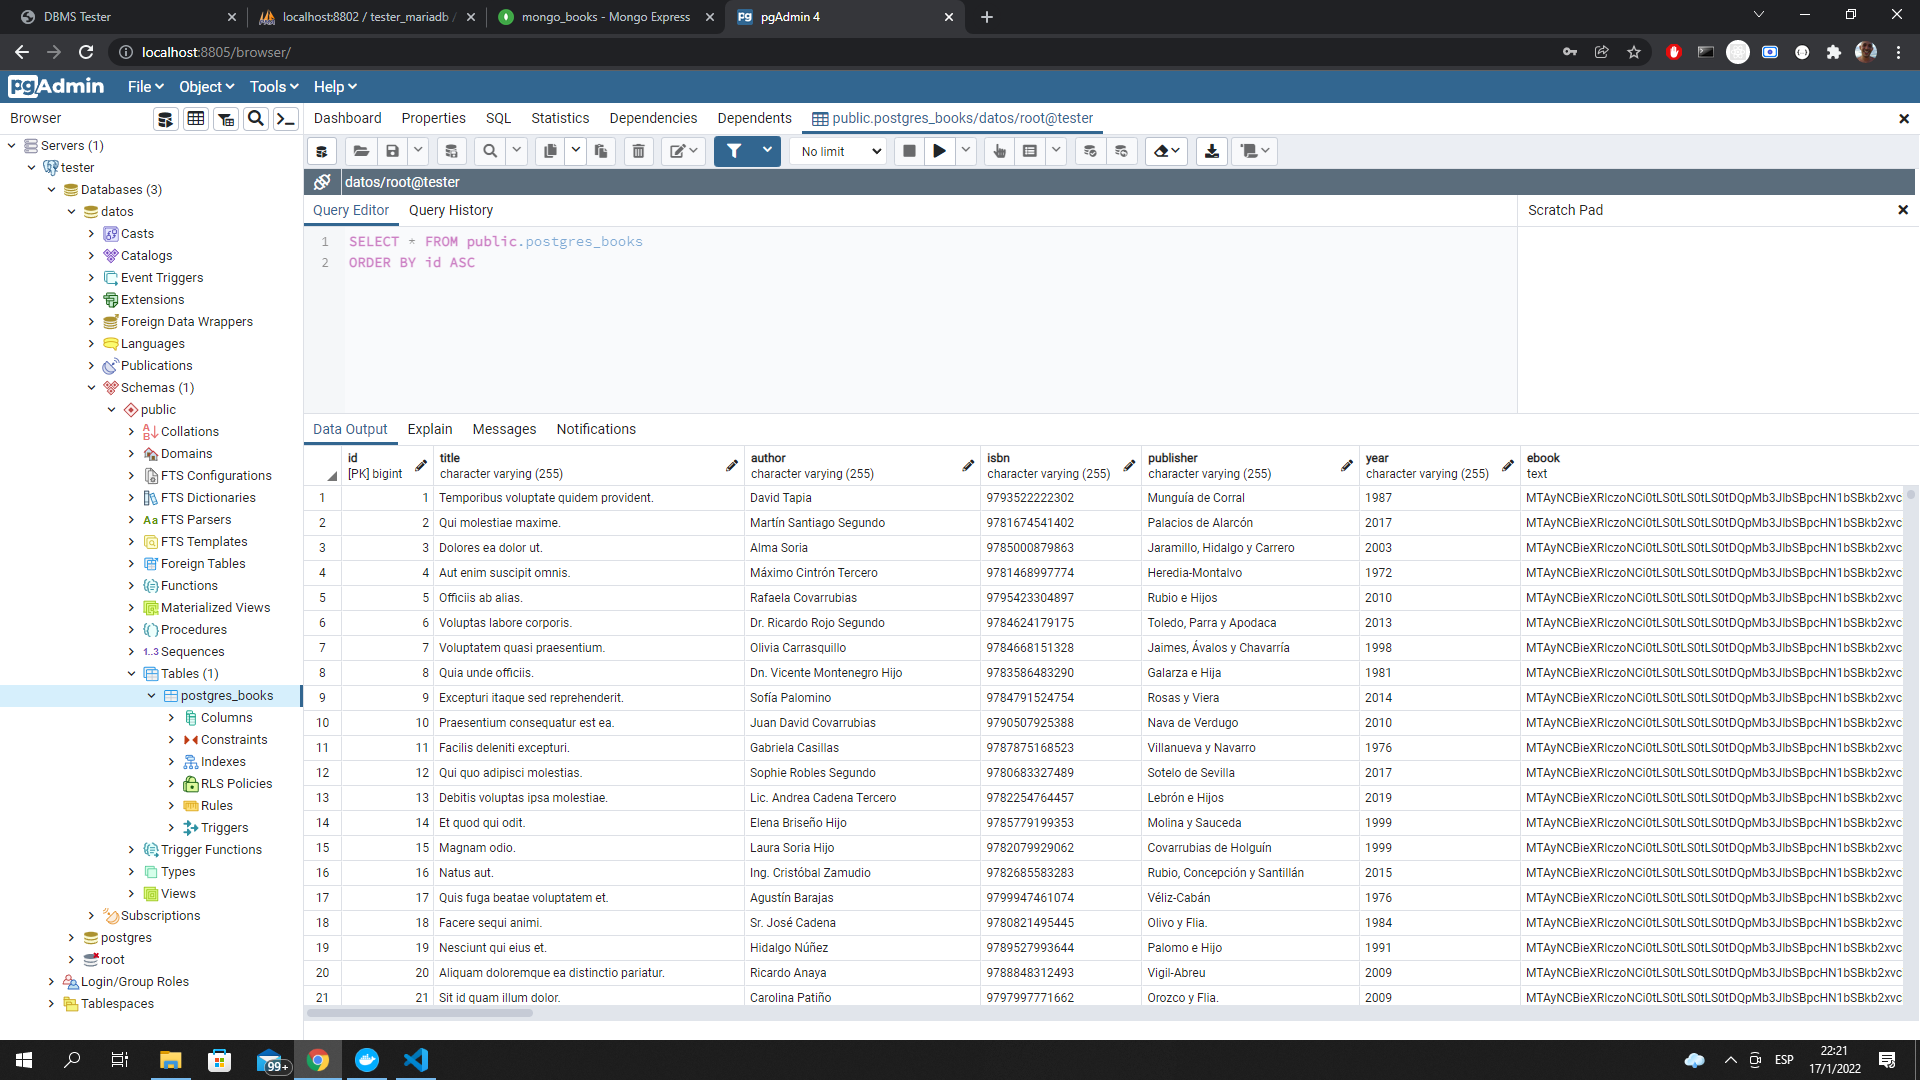 DBMS Tester
localhost:8802 / tester_mariadb /
mongo_books - Mongo Express
pgAdmin 4
localhost:8805/browser/
pgAdmin
File
Object
Tools
Help
Browser
Dashboard
Properties
SQL
Statistics
Dependencies
Dependents
public.postgres_books/datos/root@tester
Servers (1)
tester
Databases (3)
datos
Casts
Catalogs
Event Triggers
Extensions
Foreign Data Wrappers
Languages
Publications
Schemas (1)
public
Collations
Domains
FTS Configurations
FTS Dictionaries
FTS Parsers
FTS Templates
Foreign Tables
Functions
Materialized Views
Procedures
1..3 Sequences
Tables (1)
postgres_books
Columns
Constraints
Indexes
RLS Policies
Rules
Triggers
Trigger Functions
Types
Views
Subscriptions
postgres
root
Login/Group Roles
Tablespaces
No limit
datos/root@tester
Query Editor
Query History
Scratch Pad
1 SELECT * FROM public.postgres_books
2 ORDER BY id ASC
Data Output
Explain
Messages
Notifications
id title author isbn publisher year ebook
[PK] bigint character varying (255) character varying (255) character varying (255) character varying (255) character varying (255) text
1 1 Temporibus voluptate quidem provident. David Tapia 9793522222302 Munguía de Corral 1987 MTAyNCBieXRlczoNCi0tLS0tLS0tLS0tDQpMb3JlbSBpcHN1bSBkb2xvc
2 2 Qui molestiae maxime. Martín Santiago Segundo 9781674541402 Palacios de Alarcón 2017 MTAyNCBieXRlczoNCi0tLS0tLS0tLS0tDQpMb3JlbSBpcHN1bSBkb2xvc
3 3 Dolores ea dolor ut. Alma Soria 9785000879863 Jaramillo, Hidalgo y Carrero 2003 MTAyNCBieXRlczoNCi0tLS0tLS0tLS0tDQpMb3JlbSBpcHN1bSBkb2xvc
4 4 Aut enim suscipit omnis. Máximo Cintrón Tercero 9781468997774 Heredia-Montalvo 1972 MTAyNCBieXRlczoNCi0tLS0tLS0tLS0tDQpMb3JlbSBpcHN1bSBkb2xvc
5 5 Officiis ab alias. Rafaela Covarrubias 9795423304897 Rubio e Hijos 2010 MTAyNCBieXRlczoNCi0tLS0tLS0tLS0tDQpMb3JlbSBpcHN1bSBkb2xvc
6 6 Voluptas labore corporis. Dr. Ricardo Rojo Segundo 9784624179175 Toledo, Parra y Apodaca 2013 MTAyNCBieXRlczoNCi0tLS0tLS0tLS0tDQpMb3JlbSBpcHN1bSBkb2xvc
7 7 Voluptatem quasi praesentium. Olivia Carrasquillo 9784668151328 Jaimes, Ávalos y Chavarría 1998 MTAyNCBieXRlczoNCi0tLS0tLS0tLS0tDQpMb3JlbSBpcHN1bSBkb2xvc
8 8 Quia unde officiis. Dn. Vicente Montenegro Hijo 9783586483290 Galarza e Hija 1981 MTAyNCBieXRlczoNCi0tLS0tLS0tLS0tDQpMb3JlbSBpcHN1bSBkb2xvc
9 9 Excepturi itaque sed reprehenderit. Sofía Palomino 9784791524754 Rosas y Viera 2014 MTAyNCBieXRlczoNCi0tLS0tLS0tLS0tDQpMb3JlbSBpcHN1bSBkb2xvc
10 10 Praesentium consequatur est ea. Juan David Covarrubias 9790507925388 Nava de Verdugo 2010 MTAyNCBieXRlczoNCi0tLS0tLS0tLS0tDQpMb3JlbSBpcHN1bSBkb2xvc
11 11 Facilis deleniti excepturi. Gabriela Casillas 9787875168523 Villanueva y Navarro 1976 MTAyNCBieXRlczoNCi0tLS0tLS0tLS0tDQpMb3JlbSBpcHN1bSBkb2xvc
12 12 Qui quo adipisci molestias. Sophie Robles Segundo 9780683327489 Sotelo de Sevilla 2017 MTAyNCBieXRlczoNCi0tLS0tLS0tLS0tDQpMb3JlbSBpcHN1bSBkb2xvc
13 13 Debitis voluptas ipsa molestiae. Lic. Andrea Cadena Tercero 9782254764457 Lebrón e Hijos 2019 MTAyNCBieXRlczoNCi0tLS0tLS0tLS0tDQpMb3JlbSBpcHN1bSBkb2xvc
14 14 Et quod qui odit. Elena Briseño Hijo 9785779199353 Molina y Sauceda 1999 MTAyNCBieXRlczoNCi0tLS0tLS0tLS0tDQpMb3JlbSBpcHN1bSBkb2xvc
15 15 Magnam odio. Laura Soria Hijo 9782079929062 Covarrubias de Holguín 1999 MTAyNCBieXRlczoNCi0tLS0tLS0tLS0tDQpMb3JlbSBpcHN1bSBkb2xvc
16 16 Natus aut. Ing. Cristóbal Zamudio 9782685583283 Rubio, Concepción y Santillán 2015 MTAyNCBieXRlczoNCi0tLS0tLS0tLS0tDQpMb3JlbSBpcHN1bSBkb2xvc
17 17 Quis fuga beatae voluptatem et. Agustín Barajas 9799947461074 Véliz-Cabán 1976 MTAyNCBieXRlczoNCi0tLS0tLS0tLS0tDQpMb3JlbSBpcHN1bSBkb2xvc
18 18 Facere sequi animi. Sr. José Cadena 9780821495445 Olivo y Flia. 1984 MTAyNCBieXRlczoNCi0tLS0tLS0tLS0tDQpMb3JlbSBpcHN1bSBkb2xvc
19 19 Nesciunt qui eius et. Hidalgo Núñez 9789527993644 Palomo e Hijo 1991 MTAyNCBieXRlczoNCi0tLS0tLS0tLS0tDQpMb3JlbSBpcHN1bSBkb2xvc
20 20 Aliquam doloremque ea distinctio pariatur. Ricardo Anaya 9788848312493 Vigil-Abreu 2009 MTAyNCBieXRlczoNCi0tLS0tLS0tLS0tDQpMb3JlbSBpcHN1bSBkb2xvc
21 21 Sit id quam illum dolor. Carolina Patiño 9797997771662 Orozco y Flia. 2009 MTAyNCBieXRlczoNCi0tLS0tLS0tLS0tDQpMb3JlbSBpcHN1bSBkb2xvc
99+
ESP
22:21
17/1/2022